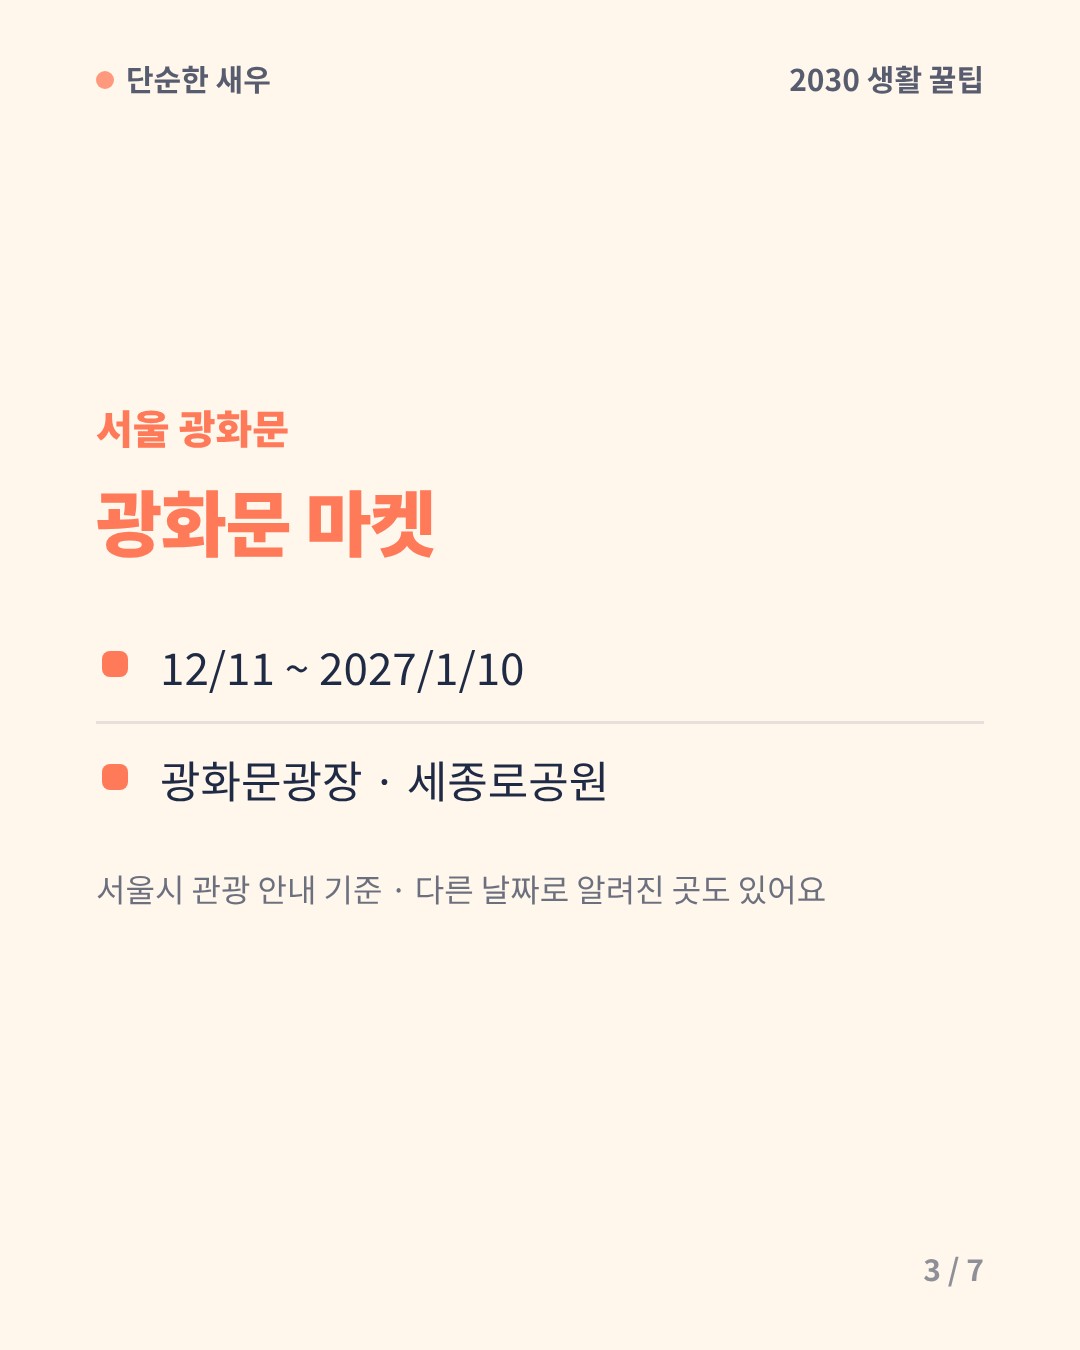 단순한 새우
2030 생활 꿀팁
서울 광화문
광화문 마켓
12/11 ~ 2027/1/10
광화문광장 · 세종로공원
서울시 관광 안내 기준 · 다른 날짜로 알려진 곳도 있어요
3 / 7